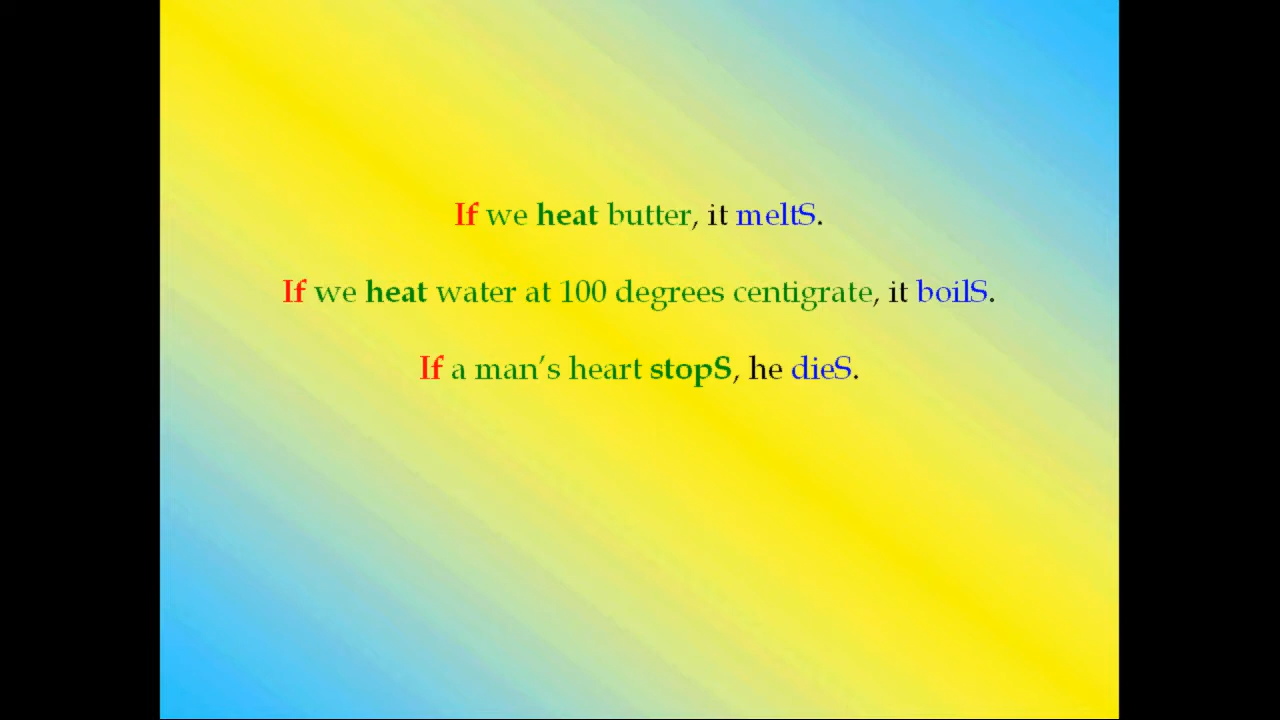 If we heat butter, it meltS.
If we heat water at 100 degrees centigrate, it boilS.
If a man’s heart stopS, he dieS.